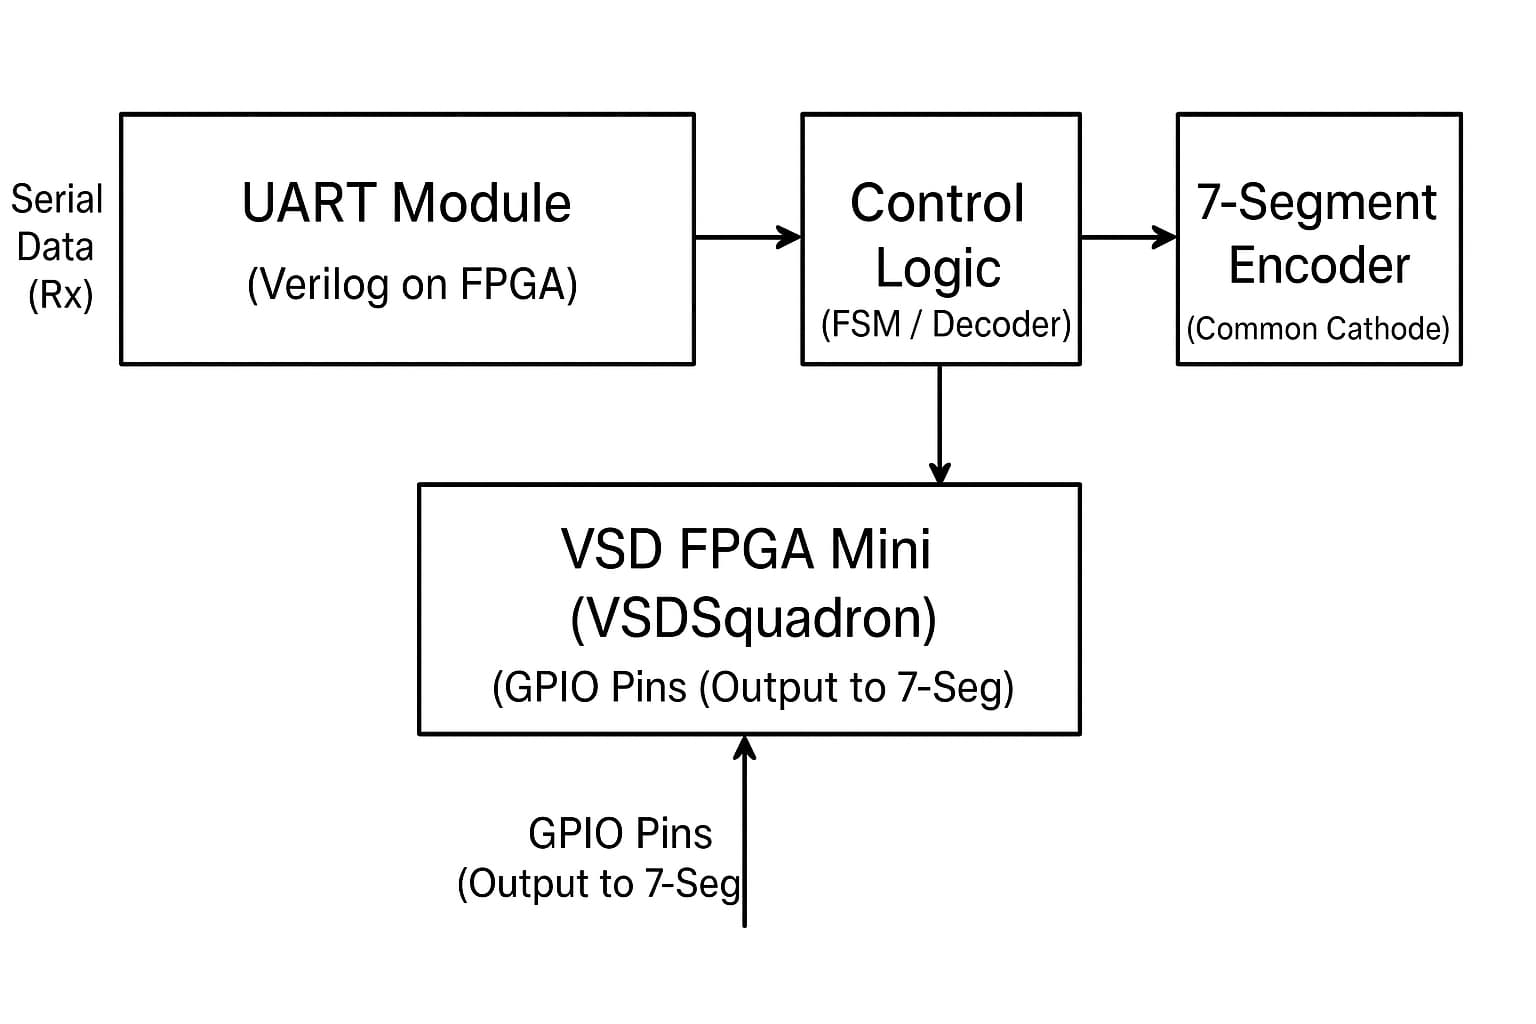 Serial
Data
(Rx)
UART Module
(Verilog on FPGA)
Control
Logic
(FSM / Decoder)
7-Segment
Encoder
(Common Cathode)
VSD FPGA Mini
(VSDSquadron)
(GPIO Pins (Output to 7-Seg)
GPIO Pins
(Output to 7-Seg